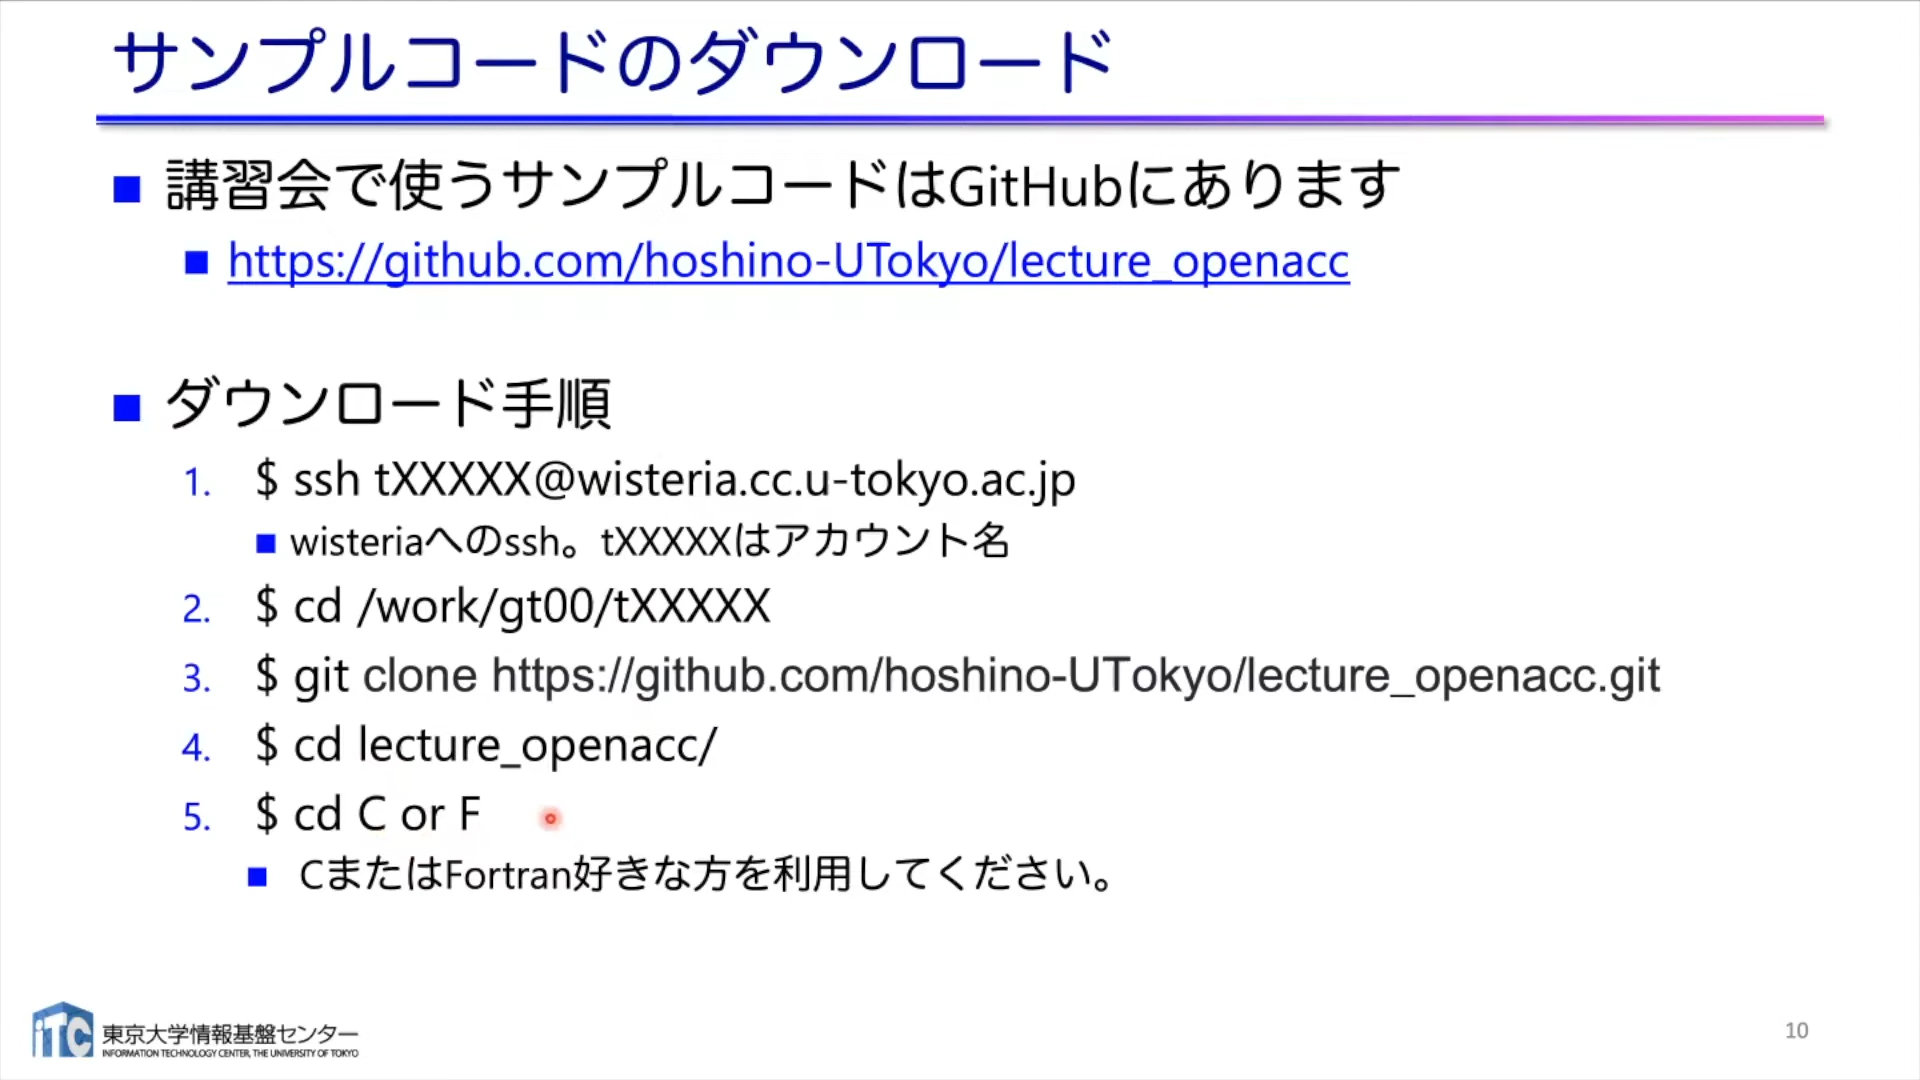 サンプルコードのダウンロード
講習会で使うサンプルコードはGitHubにあります
https://github.com/hoshino-UTokyo/lecture_openacc
ダウンロード手順
1. $ ssh tXXXXX@wisteria.cc.u-tokyo.ac.jp
wisteriaへのssh。tXXXXXはアカウント名
2. $ cd /work/gt00/tXXXXX
3. $ git clone https://github.com/hoshino-UTokyo/lecture_openacc.git
4. $ cd lecture_openacc/
5. $ cd C or F
CまたはFortran好きな方を利用してください。
iTC 東京大学情報基盤センター
INFORMATION TECHNOLOGY CENTER, THE UNIVERSITY OF TOKYO
10